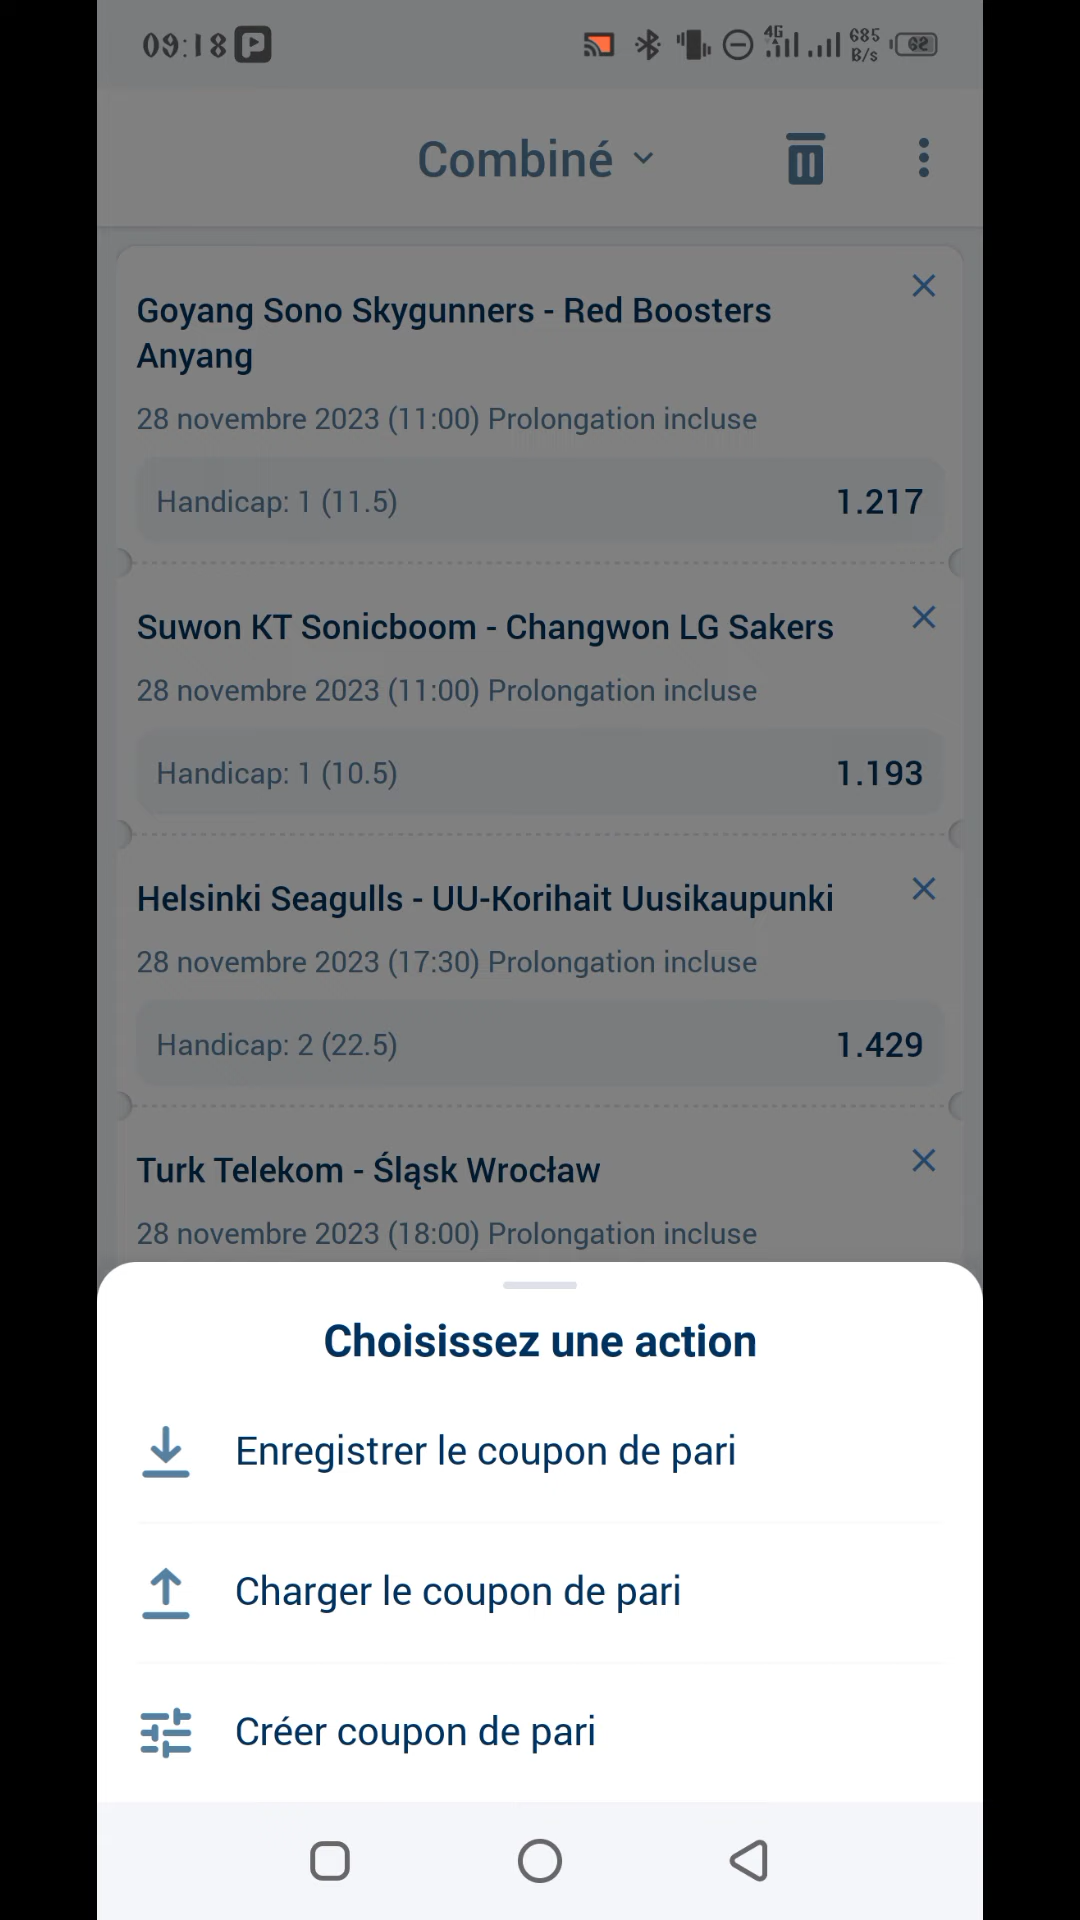 09:18
4G
685 B/s
62
Combiné
Goyang Sono Skygunners - Red Boosters
Anyang
28 novembre 2023 (11:00) Prolongation incluse
Handicap: 1 (11.5)
1.217
Suwon KT Sonicboom - Changwon LG Sakers
28 novembre 2023 (11:00) Prolongation incluse
Handicap: 1 (10.5)
1.193
Helsinki Seagulls - UU-Korihait Uusikaupunki
28 novembre 2023 (17:30) Prolongation incluse
Handicap: 2 (22.5)
1.429
Turk Telekom - Śląsk Wrocław
28 novembre 2023 (18:00) Prolongation incluse
Choisissez une action
Enregistrer le coupon de pari
Charger le coupon de pari
Créer coupon de pari